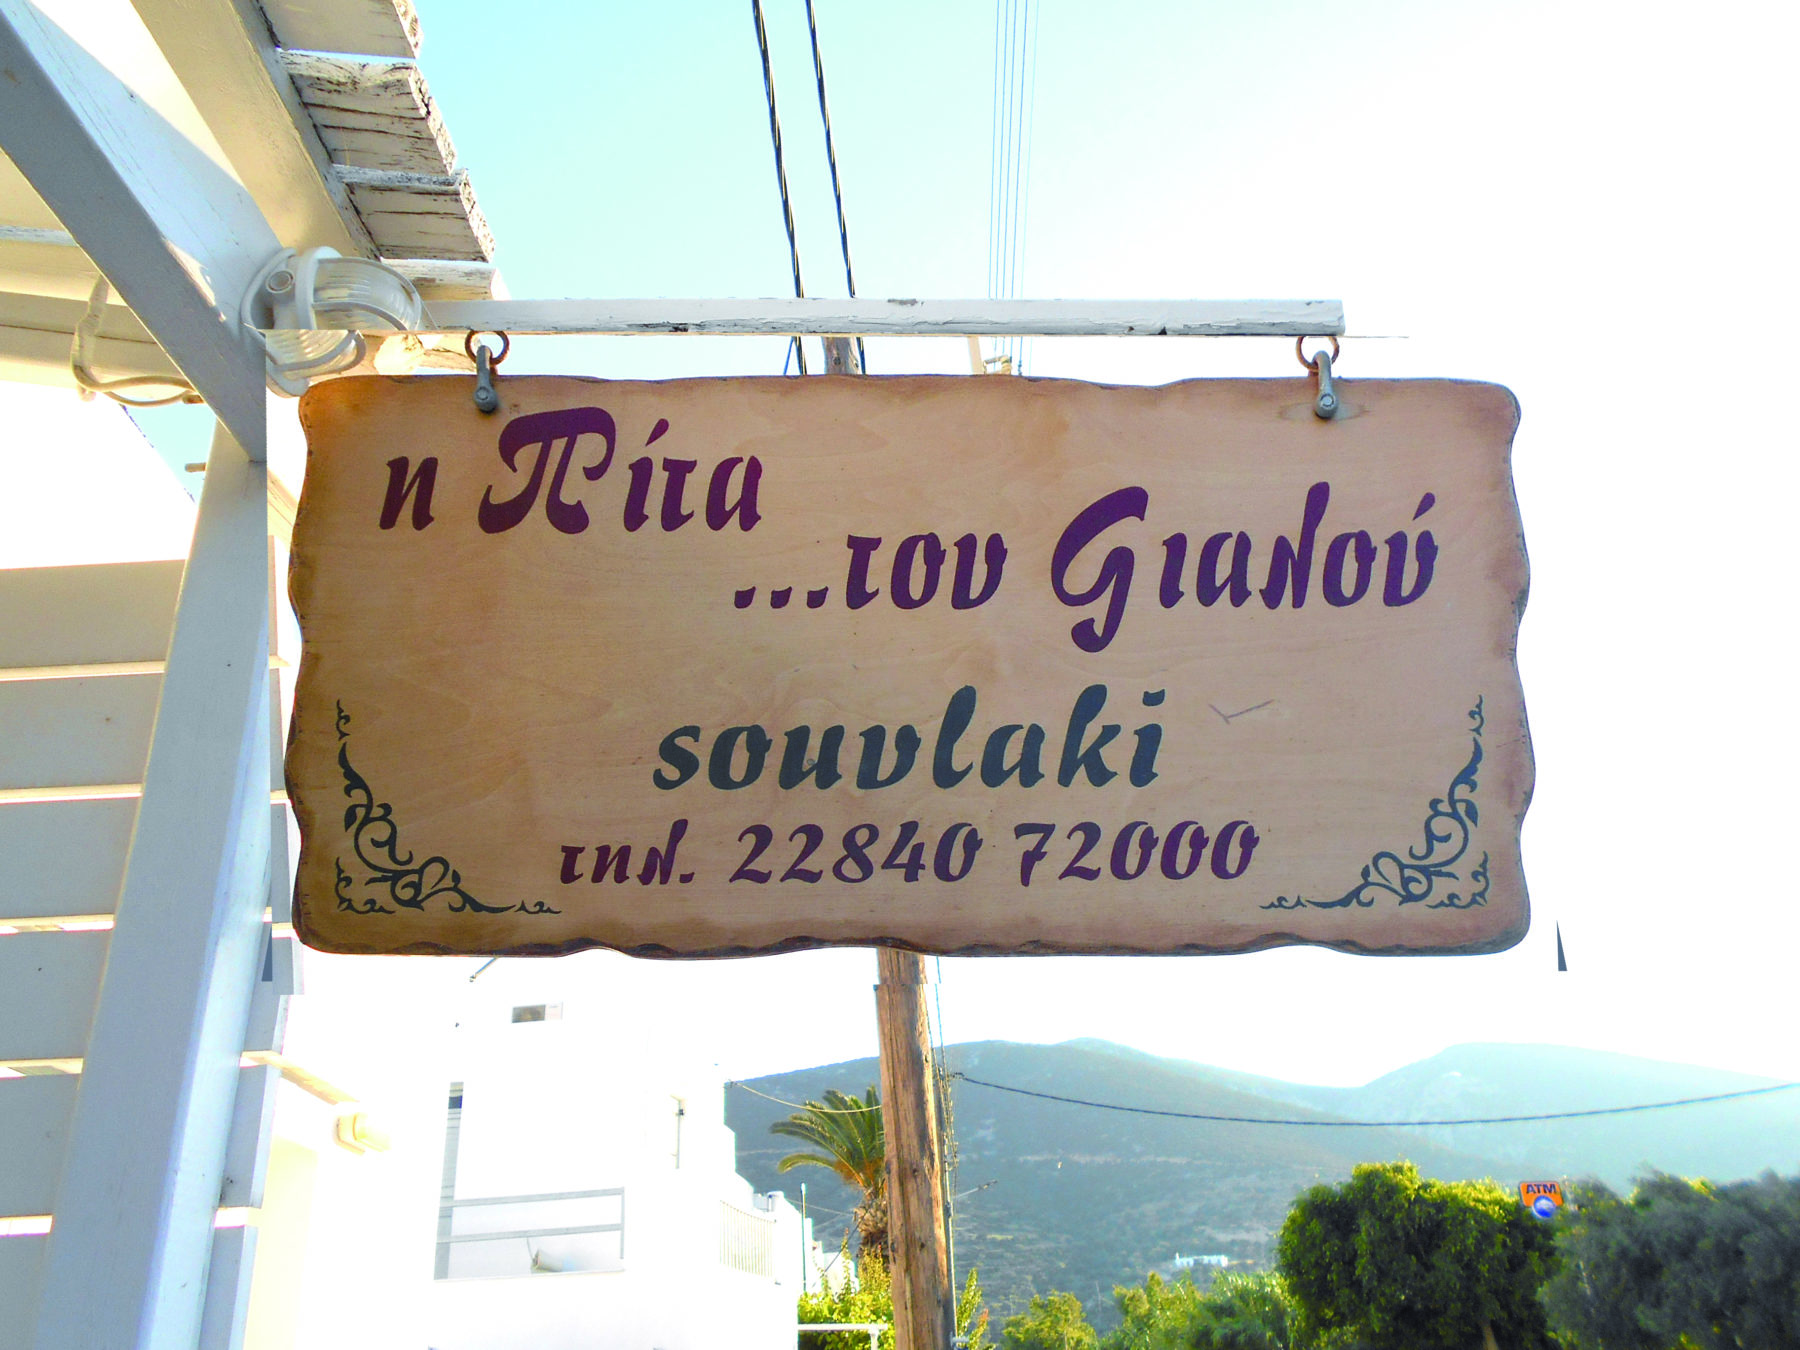 η Πίτα
...του Γιαλού
souvlaki
τηλ. 22840 72000
ATM